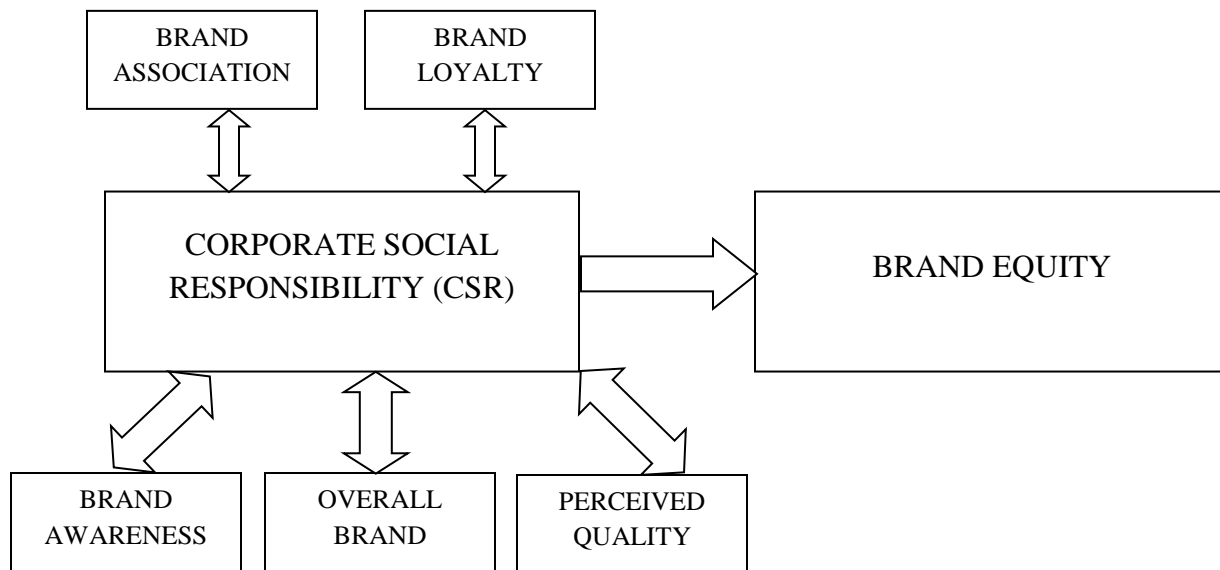 BRAND
ASSOCIATION
BRAND
LOYALTY
CORPORATE SOCIAL
RESPONSIBILITY (CSR)
BRAND EQUITY
BRAND
AWARENESS
OVERALL
BRAND
PERCEIVED
QUALITY